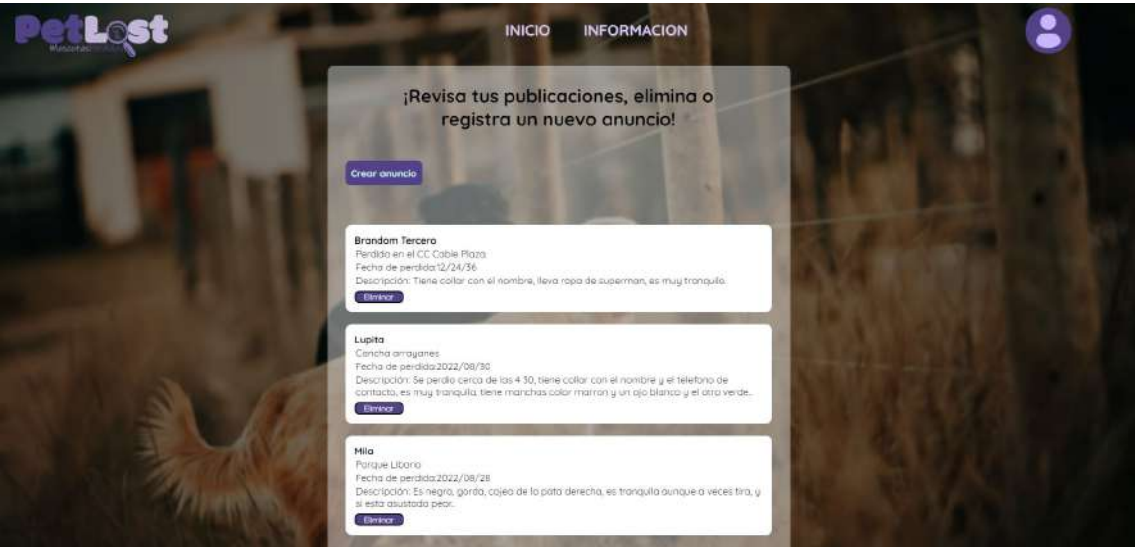 PetLost
Mascotas
INICIO INFORMACION
¡Revisa tus publicaciones, elimina o
registra un nuevo anuncio!
Crear anuncio
Brandom Tercero
Perdido en el CC Cable Plaza
Fecha de perdida:12/24/36
Descripción: Tiene collar con el nombre, lleva ropa de superman, es muy tranquilo.
Eliminar
Lupita
Cancha arrayanes
Fecha de perdida:2022/08/30
Descripción: Se perdio cerca de las 4 30, tiene collar con el nombre y el telefono de
contacto, es muy tranquila, tiene manchas color marron y un ojo blanco y el otro verde..
Eliminar
Mila
Parque Libario
Fecha de perdida:2022/08/28
Descripción: Es negro, gorda, cojea de la pata derecha, es tranquila aunque a veces tira, y
si esta asustada peor..
Eliminar